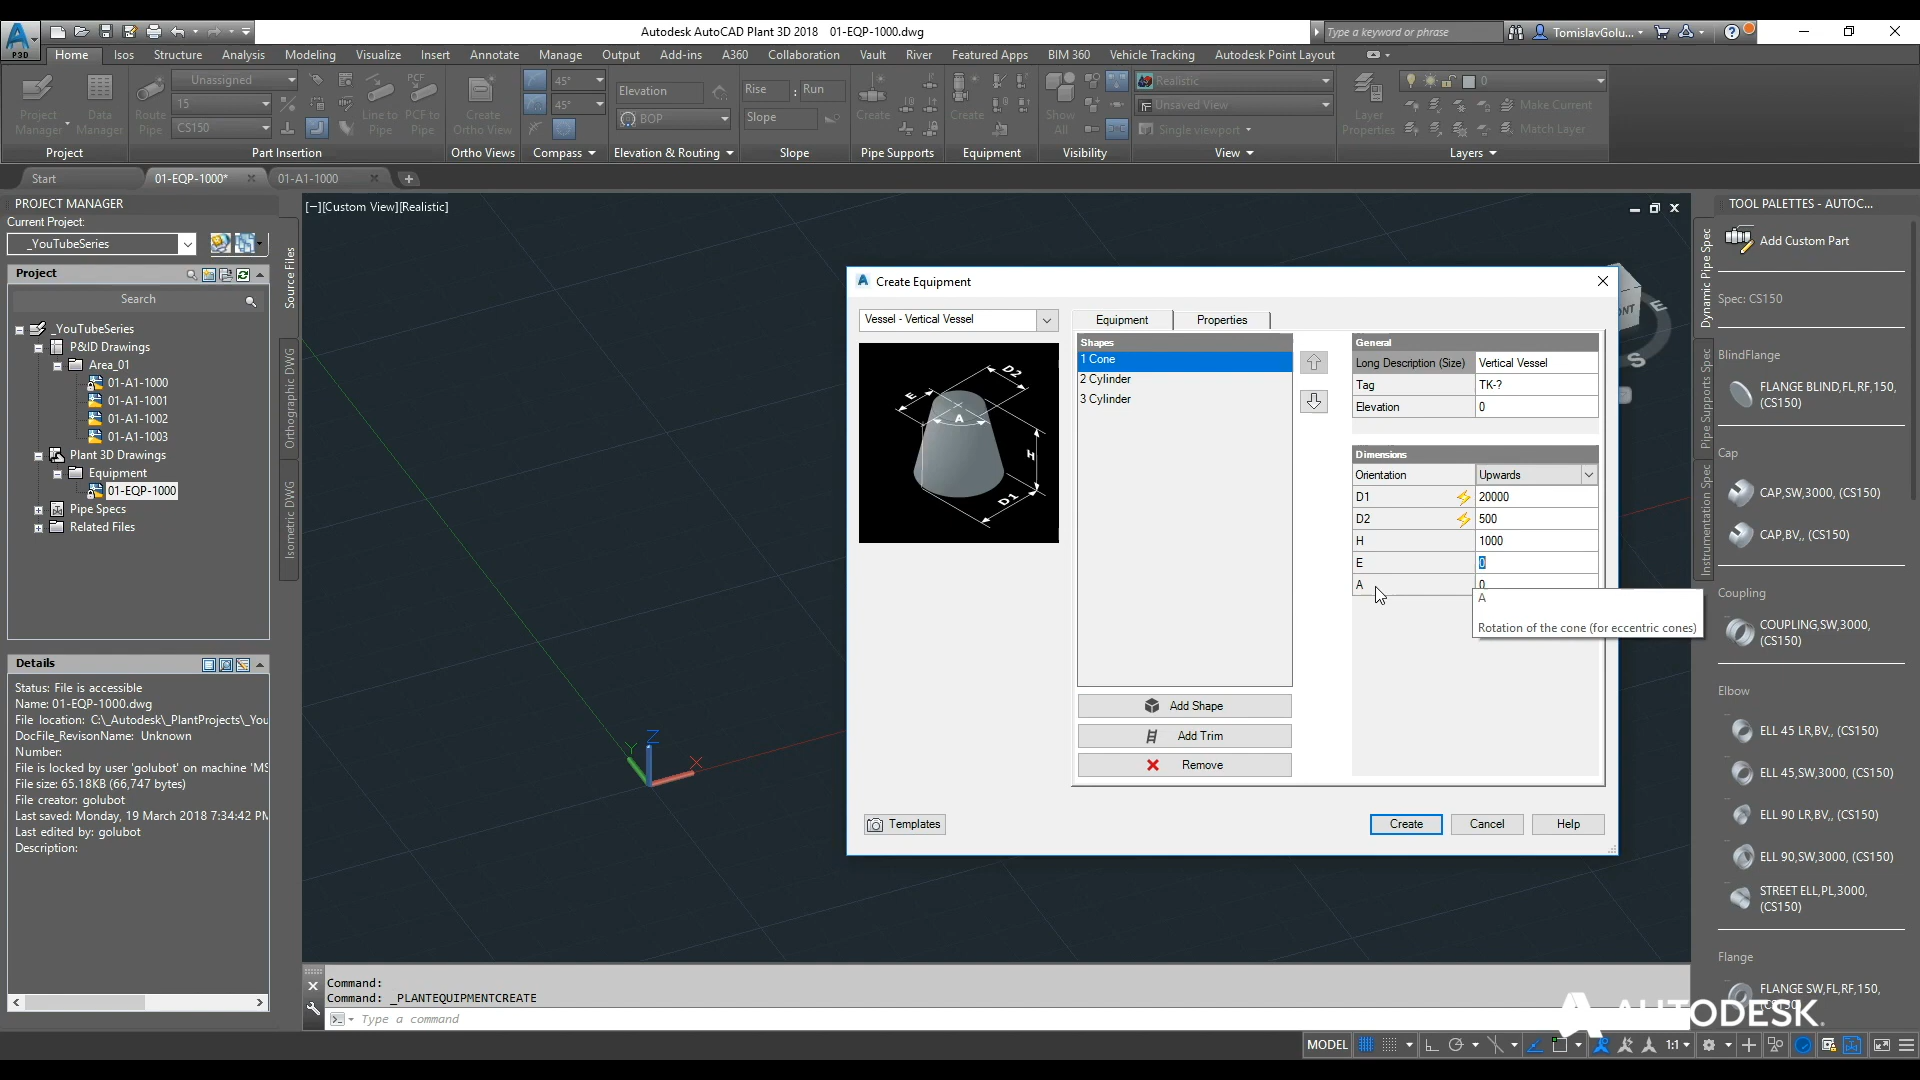 Autodesk AutoCAD Plant 3D 2018 01-EQP-1000.dwg
Type a keyword or phrase
TomislavGolu...
P3D
Home Isos Structure Analysis Modeling Visualize Insert Annotate Manage Output Add-ins A360 Collaboration Vault River Featured Apps BIM 360 Vehicle Tracking Autodesk Point Layout
Project Manager
Data Manager
Route Pipe
Unassigned
15
CS150
Line to Pipe
PCF to Pipe
PCF
Create Ortho View
45°
45°
Elevation
BOP
Rise : Run
Slope
Create
Create
Show All
Realistic
Unsaved View
Single viewport
Layer Properties
0
Make Current
Match Layer
Project Part Insertion Ortho Views Compass Elevation & Routing Slope Pipe Supports Equipment Visibility View Layers
Start 01-EQP-1000* 01-A1-1000
PROJECT MANAGER
Current Project:
_YouTubeSeries
Project
Search
_YouTubeSeries
P&ID Drawings
Area_01
01-A1-1000
01-A1-1001
01-A1-1002
01-A1-1003
Plant 3D Drawings
Equipment
01-EQP-1000
Pipe Specs
Related Files
Source Files
Orthographic DWG
Isometric DWG
Details
Status: File is accessible
Name: 01-EQP-1000.dwg
File location: C:\_Autodesk\_PlantProjects\_You
DocFile_RevisonName: Unknown
Number:
File is locked by user 'golubot' on machine 'MS
File size: 65.18KB (66,747 bytes)
File creator: golubot
Last saved: Monday, 19 March 2018 7:34:42 PM
Last edited by: golubot
Description:
[−][Custom View][Realistic]
Z
Y
X
E
S
Create Equipment
Vessel - Vertical Vessel
D2
E
A
H
D1
Equipment Properties
Shapes
1 Cone
2 Cylinder
3 Cylinder
Add Shape
Add Trim
Remove
General
Long Description (Size) Vertical Vessel
Tag TK-?
Elevation 0
Dimensions
Orientation Upwards
D1 20000
D2 500
H 1000
E 0
A 0
A
Rotation of the cone (for eccentric cones)
Templates
Create Cancel Help
Command:
Command: _PLANTEQUIPMENTCREATE
Type a command
TOOL PALETTES - AUTOC...
Dynamic Pipe Spec
Pipe Supports Spec
Instrumentation Spec
Add Custom Part
Spec: CS150
BlindFlange
FLANGE BLIND,FL,RF,150,
(CS150)
Cap
CAP,SW,3000, (CS150)
CAP,BV,, (CS150)
Coupling
COUPLING,SW,3000,
(CS150)
Elbow
ELL 45 LR,BV,, (CS150)
ELL 45,SW,3000, (CS150)
ELL 90 LR,BV,, (CS150)
ELL 90,SW,3000, (CS150)
STREET ELL,PL,3000,
(CS150)
Flange
FLANGE SW,FL,RF,150,
AUTODESK.
MODEL
1:1